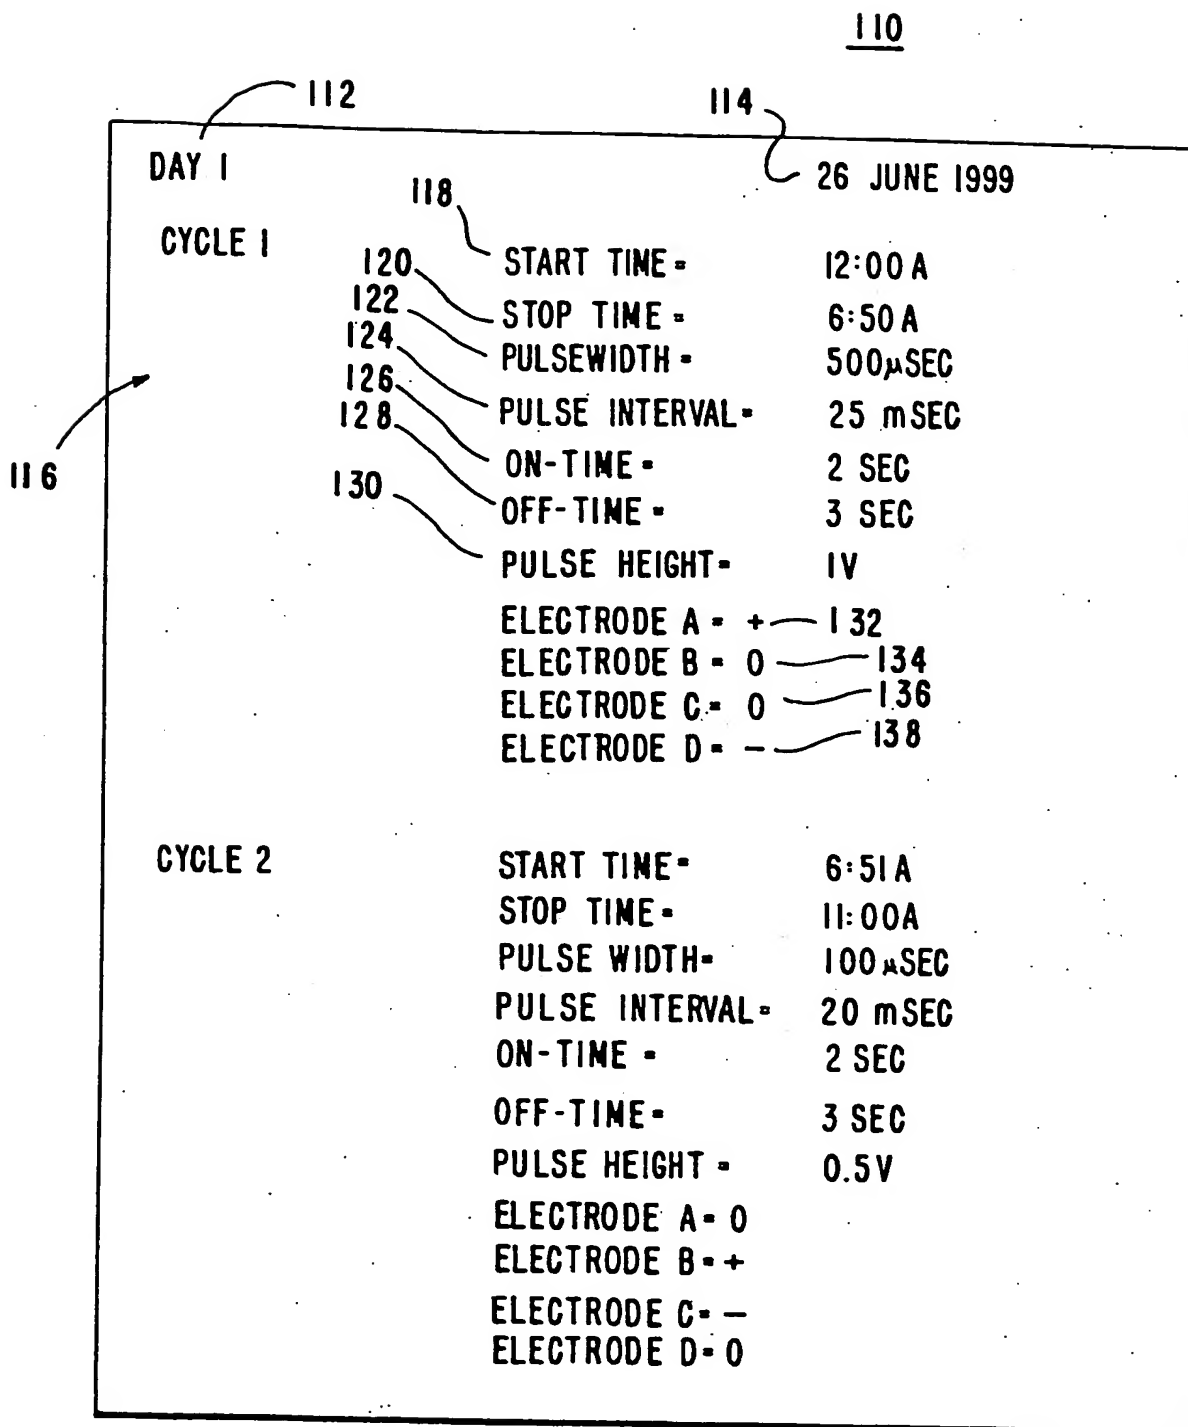 110
112 114
DAY 1 26 JUNE 1999
118
CYCLE 1 START TIME= 12:00 A
120 STOP TIME = 6:50 A
122 PULSEWIDTH = 500μSEC
124 PULSE INTERVAL= 25 mSEC
126 ON-TIME = 2 SEC
128 OFF-TIME = 3 SEC
116
130 PULSE HEIGHT= 1V
ELECTRODE A = + 132
ELECTRODE B = 0 134
ELECTRODE C = 0 136
ELECTRODE D = − 138
CYCLE 2 START TIME= 6:51 A
STOP TIME= 11:00A
PULSE WIDTH= 100μSEC
PULSE INTERVAL= 20 mSEC
ON-TIME = 2 SEC
OFF-TIME= 3 SEC
PULSE HEIGHT = 0.5V
ELECTRODE A= 0
ELECTRODE B= +
ELECTRODE C= −
ELECTRODE D= 0